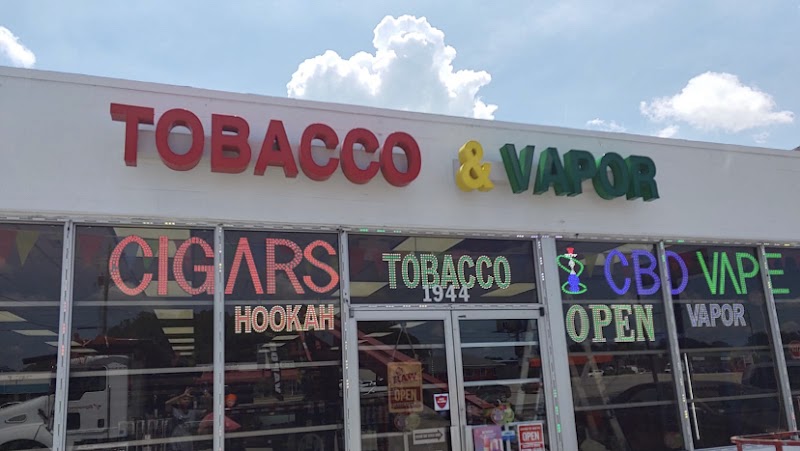 TOBACCO & VAPOR
CIGARS
HOOKAH
TOBACCO
1944
CBD VAPE
OPEN
VAPOR
OPEN
OPEN